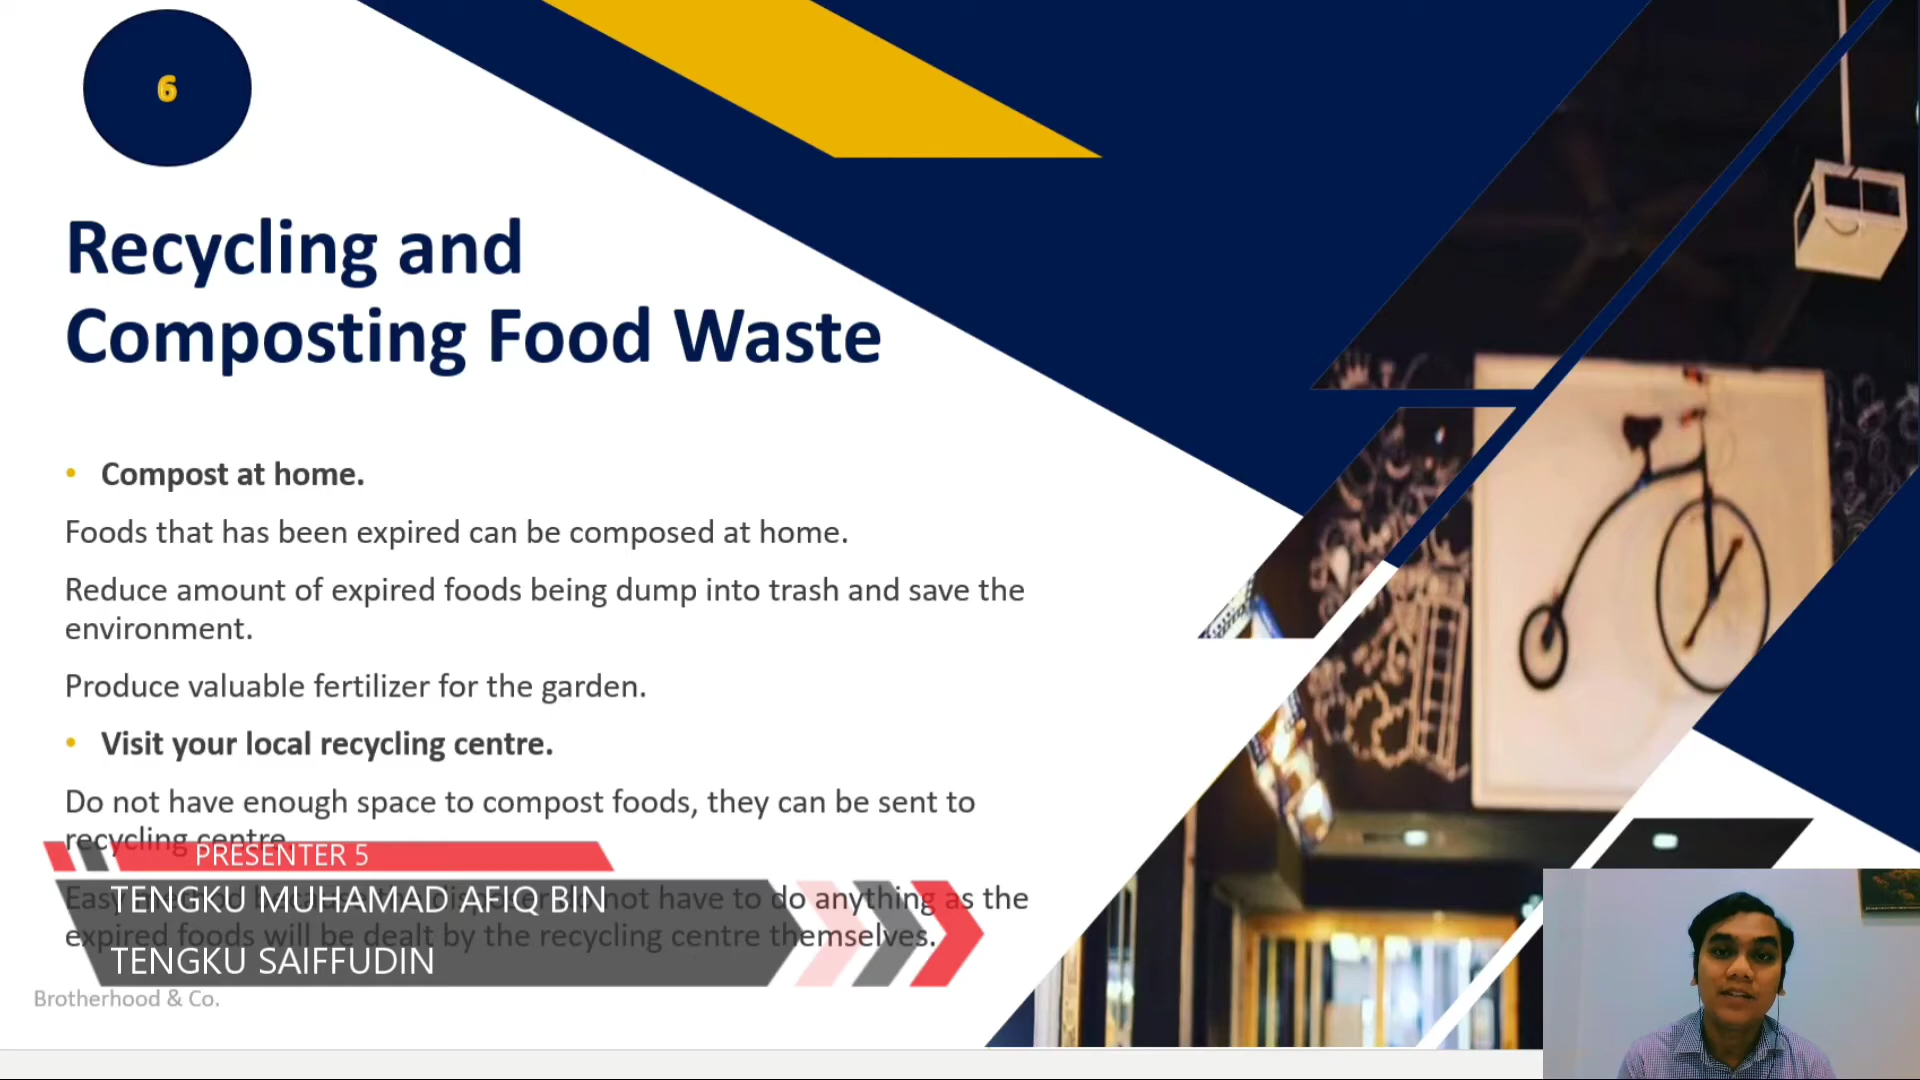 6
Recycling and
Composting Food Waste
• Compost at home.
Foods that has been expired can be composed at home.
Reduce amount of expired foods being dump into trash and save the
environment.
Produce valuable fertilizer for the garden.
• Visit your local recycling centre.
Do not have enough space to compost foods, they can be sent to
recycling centre.
PRESENTER 5
Easy not have to do anything as the
TENGKU MUHAMAD AFIQ BIN
expired foods will be dealt by the recycling centre themselves.
TENGKU SAIFFUDIN
Brotherhood & Co.